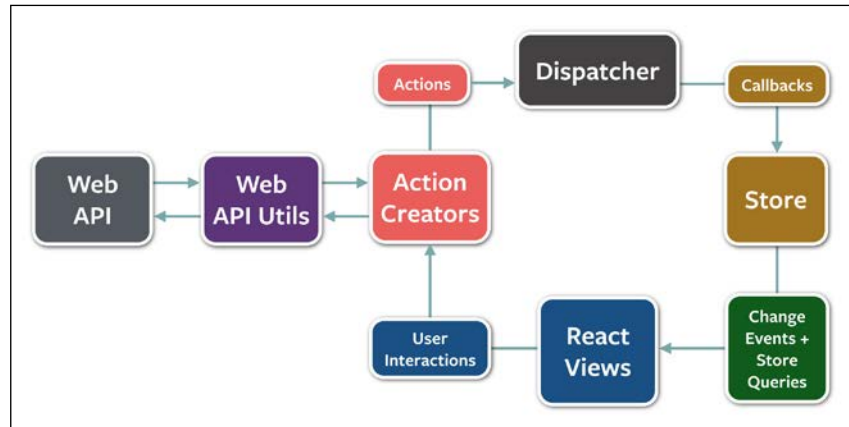 Actions
Dispatcher
Callbacks
Web
API
Web
API Utils
Action
Creators
Store
User
Interactions
React
Views
Change
Events +
Store
Queries